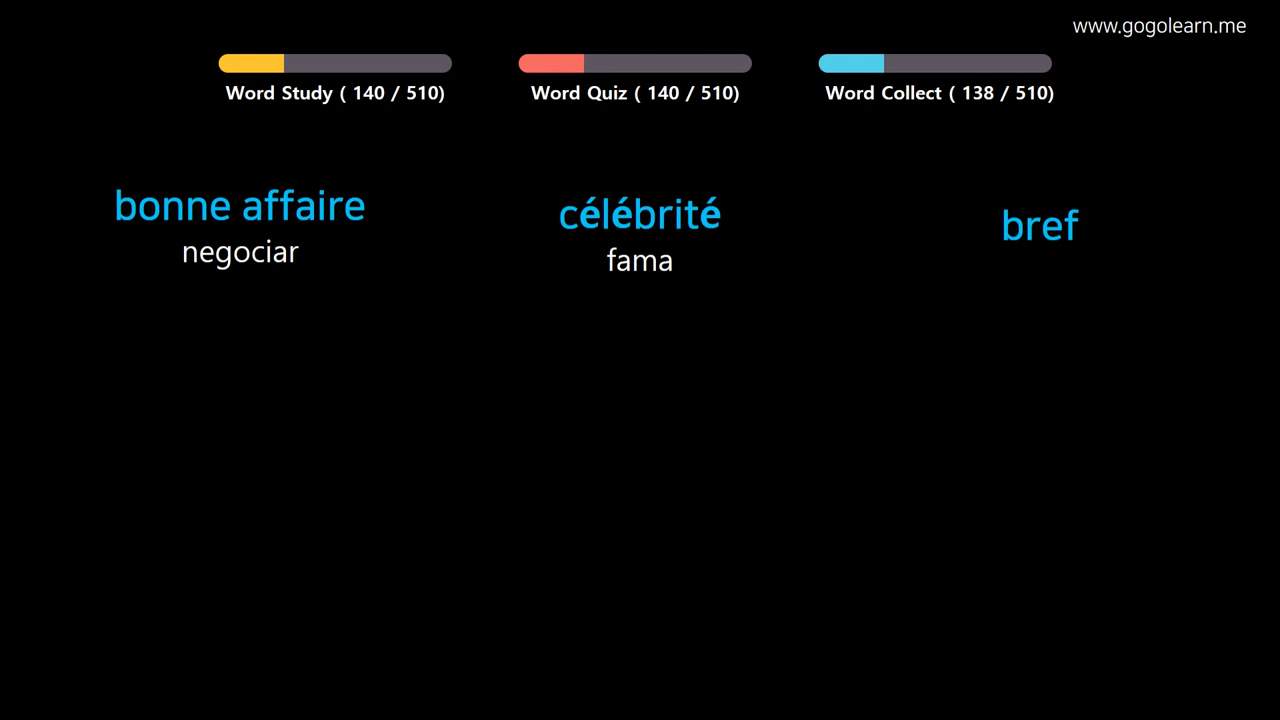 www.gogolearn.me
Word Study ( 140 / 510)
Word Quiz ( 140 / 510)
Word Collect ( 138 / 510)
bonne affaire
negociar
célébrité
fama
bref